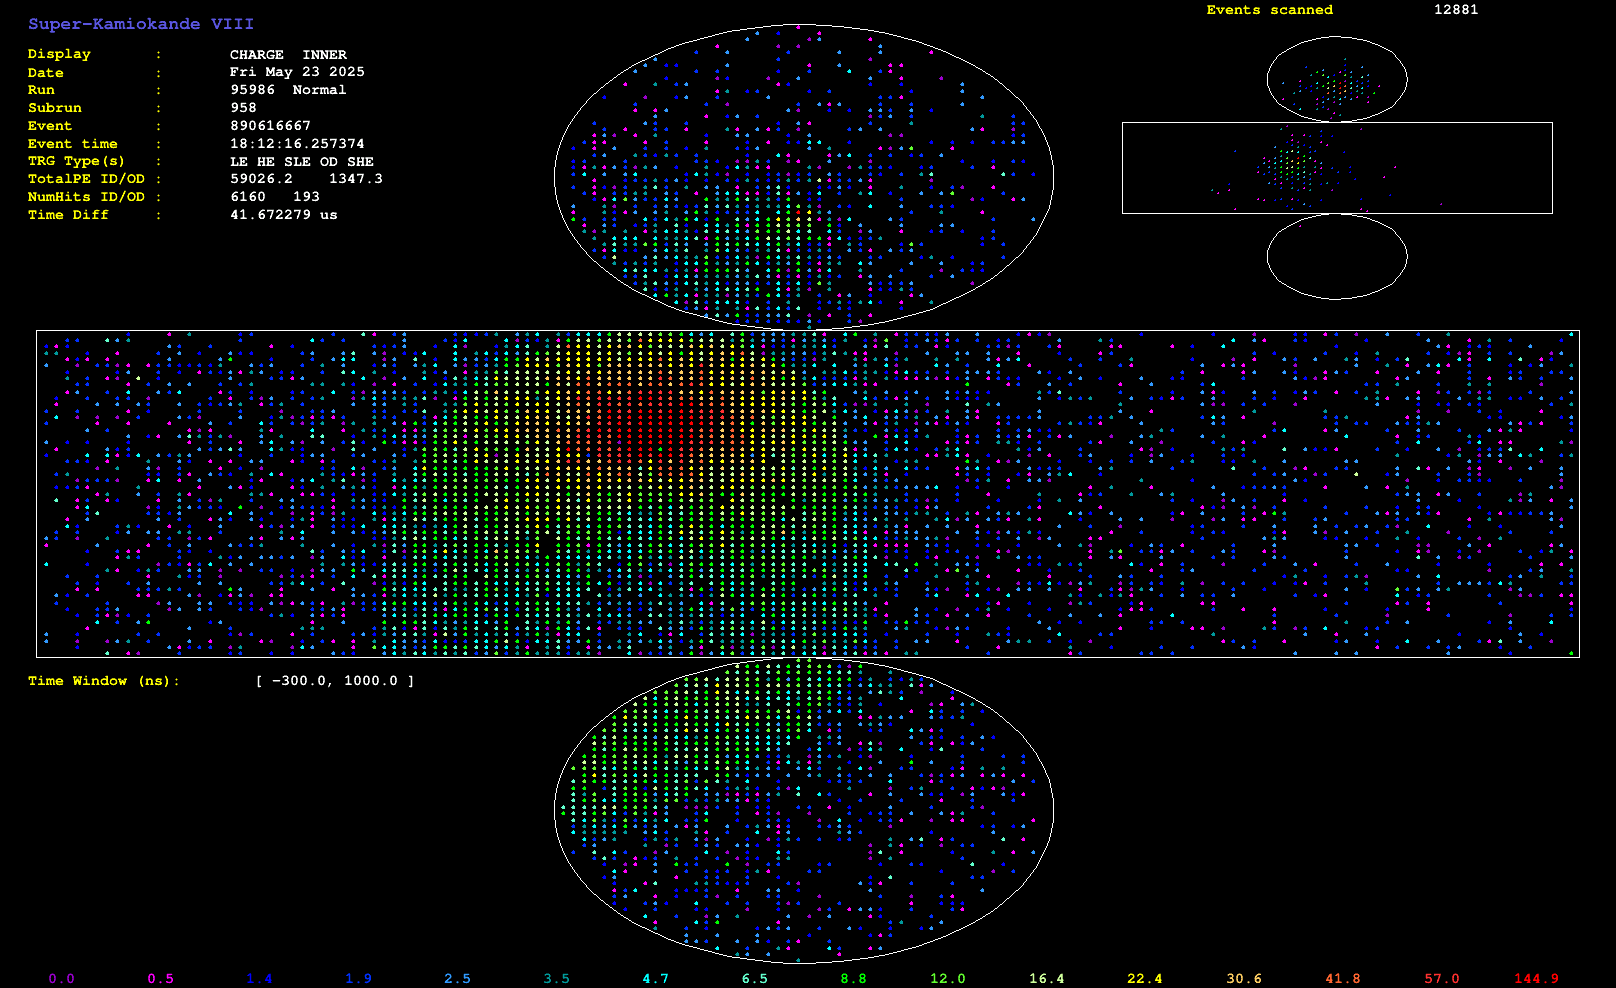 Super-Kamiokande VIII
Events scanned 12881
Display : CHARGE INNER
Date : Fri May 23 2025
Run : 95986 Normal
Subrun : 958
Event : 890616667
Event time : 18:12:16.257374
TRG Type(s) : LE HE SLE OD SHE
TotalPE ID/OD : 59026.2 1347.3
NumHits ID/OD : 6160 193
Time Diff : 41.672279 us
Time Window (ns): [ -300.0, 1000.0 ]
0.0 0.5 1.4 1.9 2.5 3.5 4.7 6.5 8.8 12.0 16.4 22.4 30.6 41.8 57.0 144.9